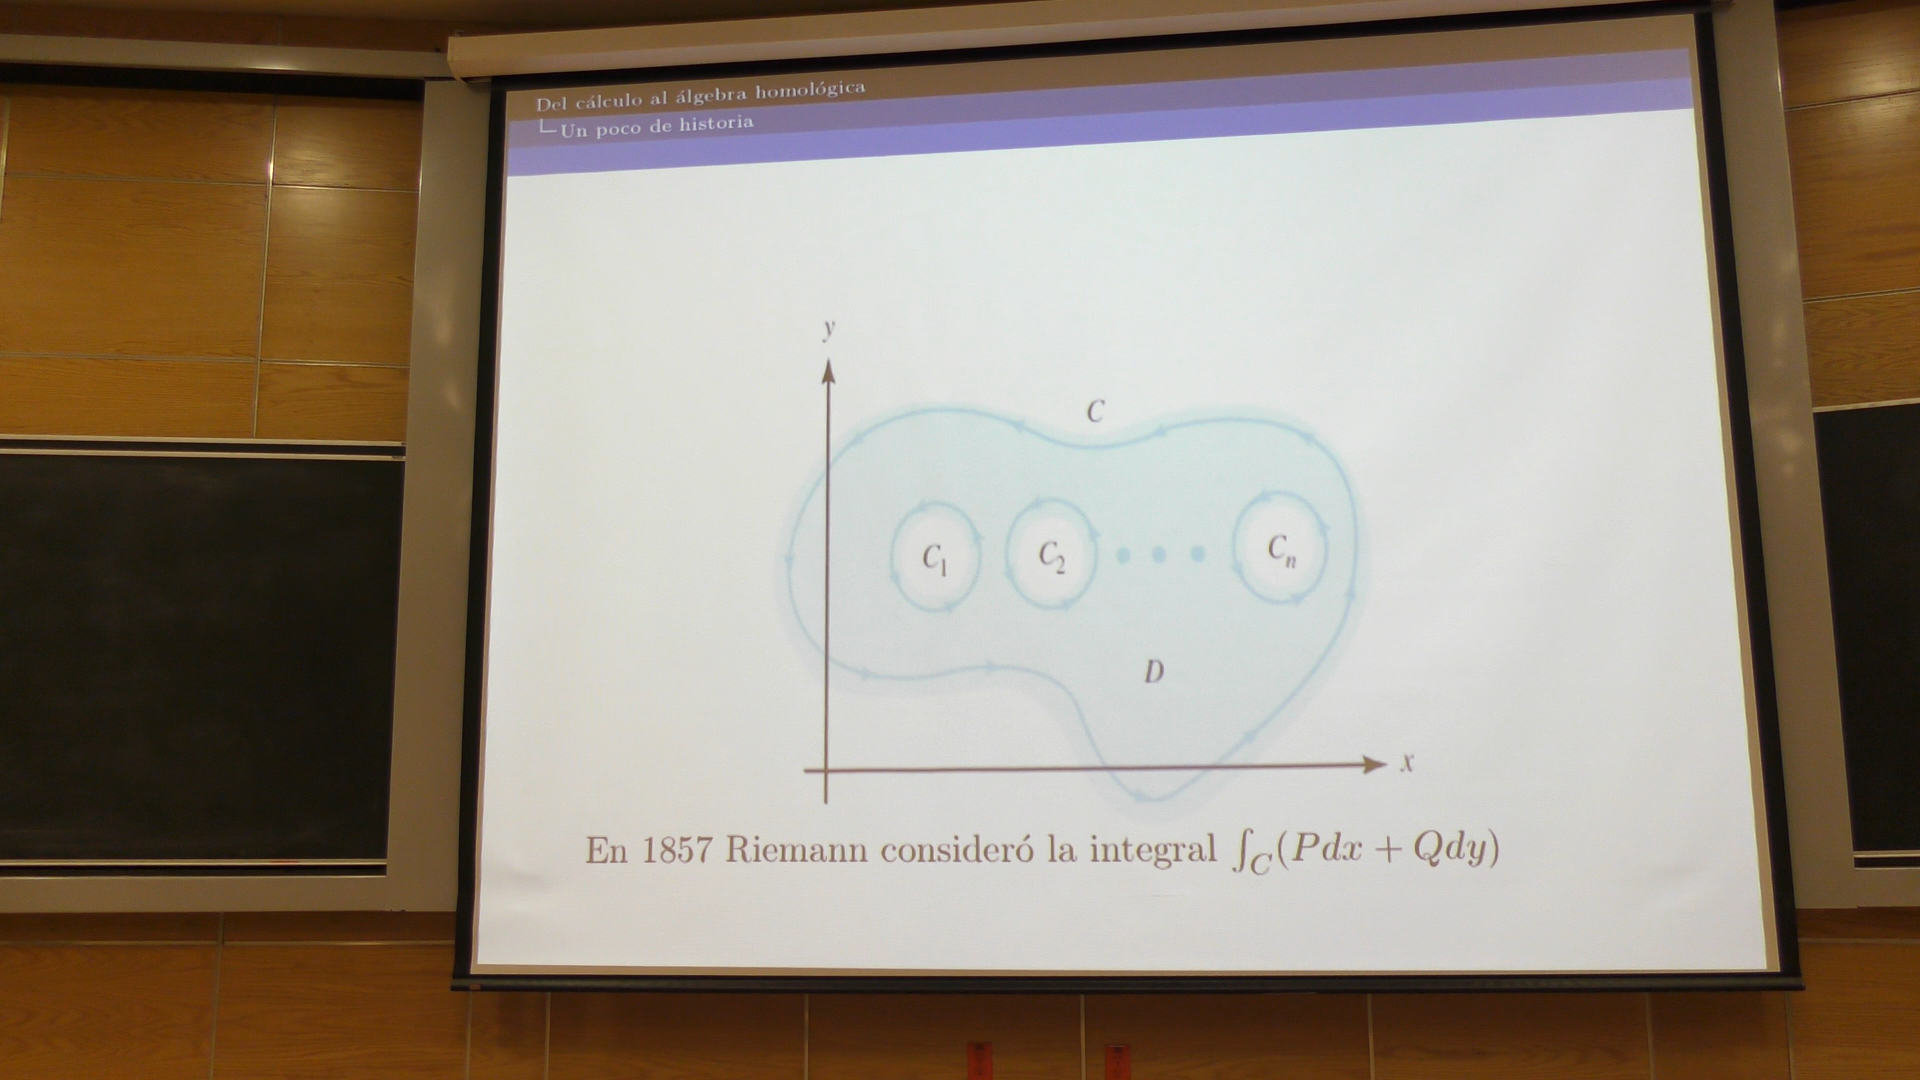 Del cálculo al álgebra homológica
Un poco de historia
y
C
C₁ C₂ Cₙ
D
x
En 1857 Riemann consideró la integral ∫_C(Pdx + Qdy)